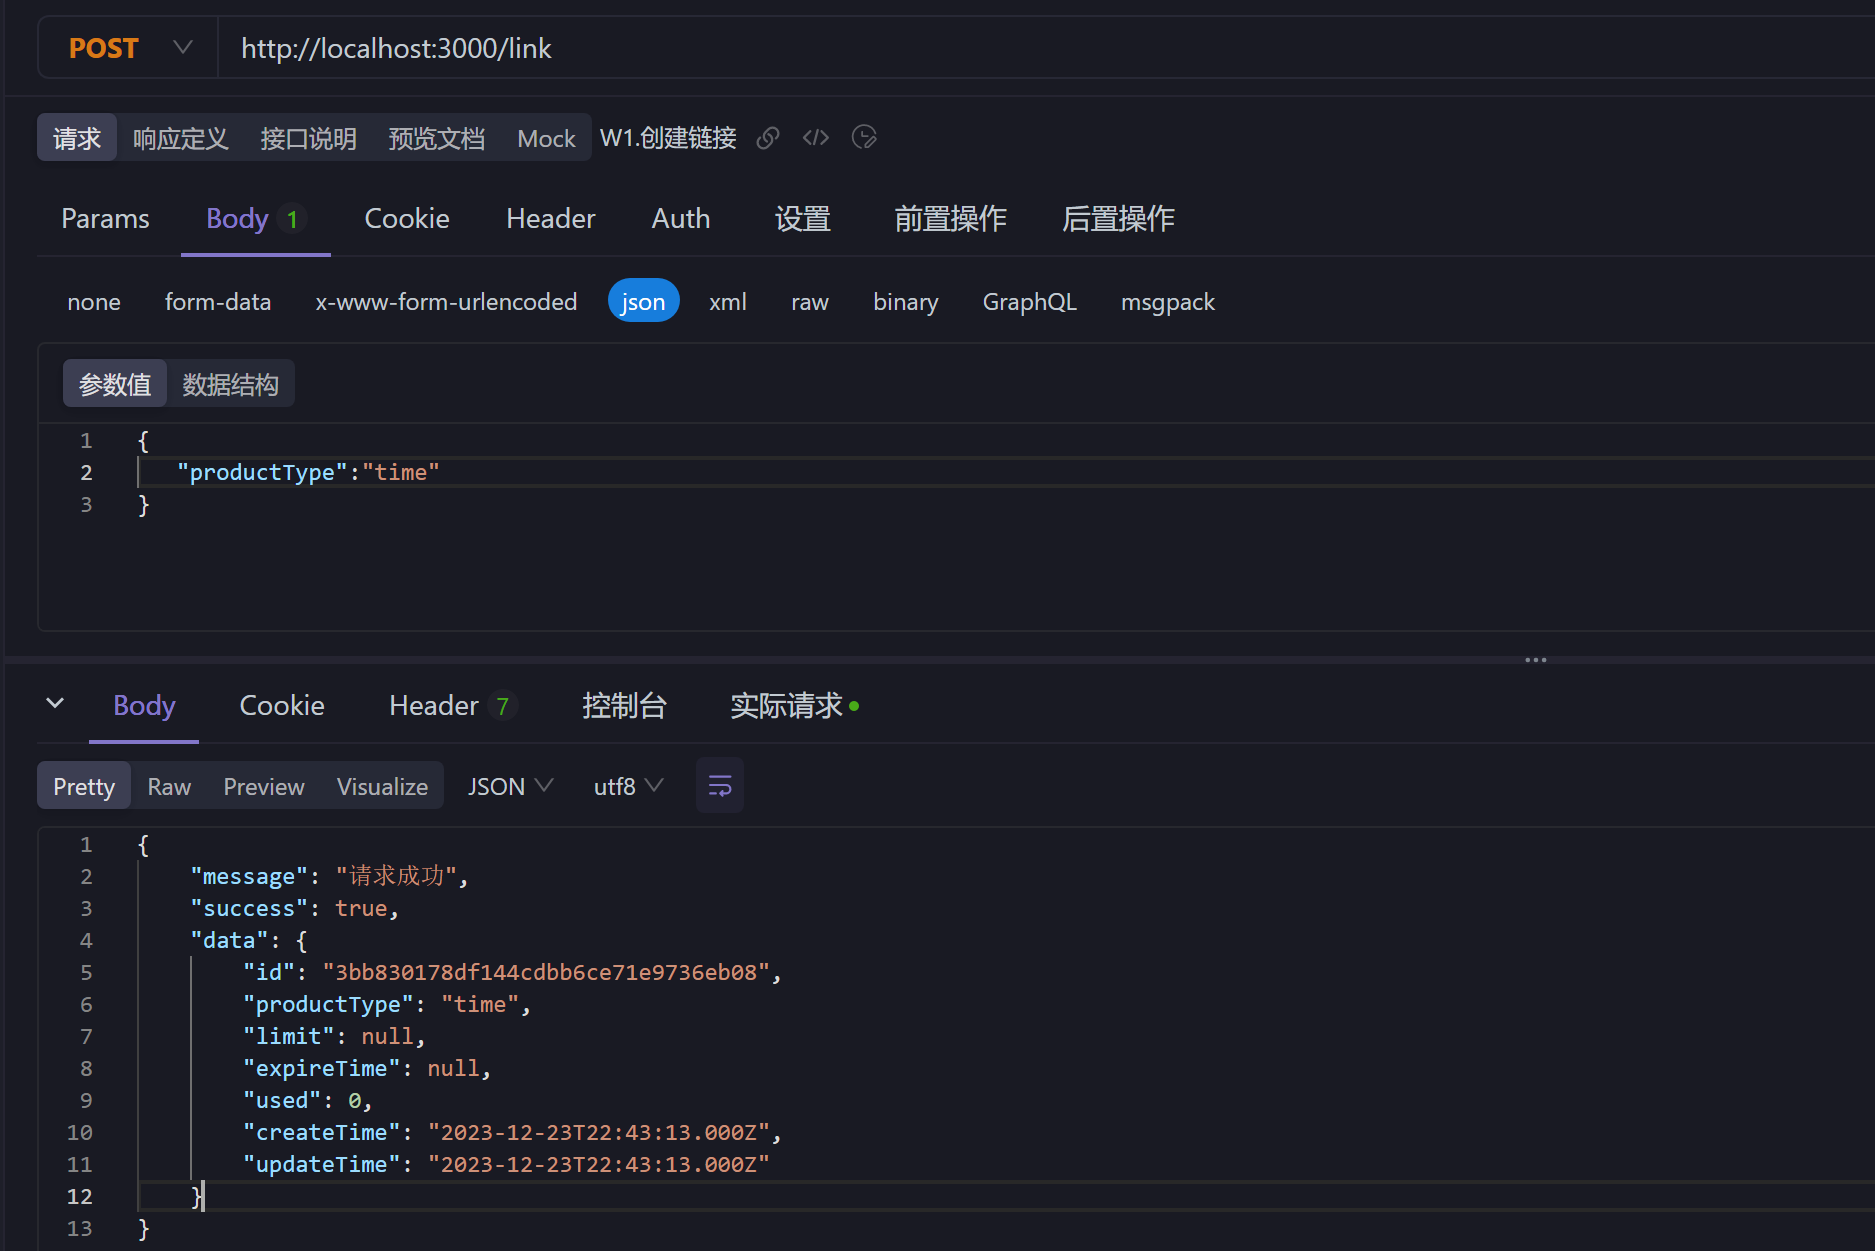 POST http://localhost:3000/link
请求 响应定义 接口说明 预览文档 Mock W1.创建链接
Params Body 1 Cookie Header Auth 设置 前置操作 后置操作
none form-data x-www-form-urlencoded json xml raw binary GraphQL msgpack
参数值 数据结构
1 {
2 "productType":"time"
3 }
Body Cookie Header 7 控制台 实际请求
Pretty Raw Preview Visualize JSON utf8
1 {
2 "message": "请求成功",
3 "success": true,
4 "data": {
5 "id": "3bb830178df144cdbb6ce71e9736eb08",
6 "productType": "time",
7 "limit": null,
8 "expireTime": null,
9 "used": 0,
10 "createTime": "2023-12-23T22:43:13.000Z",
11 "updateTime": "2023-12-23T22:43:13.000Z"
12 }
13 }